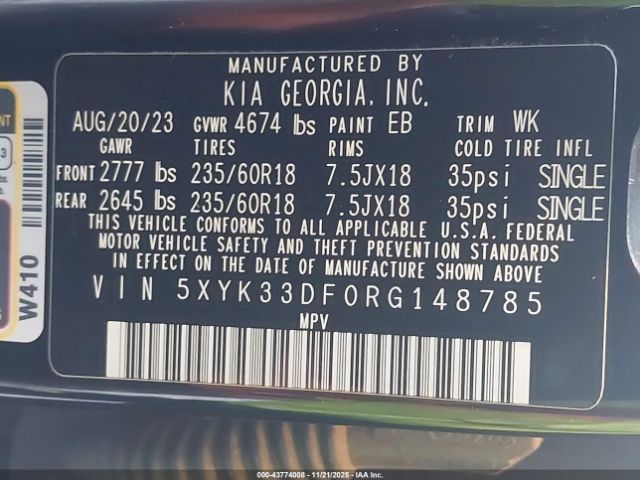 MANUFACTURED BY
KIA GEORGIA, INC.
AUG/20/23 GVWR 4674 lbs PAINT EB TRIM WK
GAWR TIRES RIMS COLD TIRE INFL
FRONT 2777 lbs 235/60R18 7.5JX18 35psi SINGLE
REAR 2645 lbs 235/60R18 7.5JX18 35psi SINGLE
THIS VEHICLE CONFORMS TO ALL APPLICABLE U.S.A. FEDERAL
MOTOR VEHICLE SAFETY AND THEFT PREVENTION STANDARDS
IN EFFECT ON THE DATE OF MANUFACTURE SHOWN ABOVE.
VIN 5XYK33DF0RG148785
MPV
W410
000-43774008 - 11/21/2025 - IAA Inc.